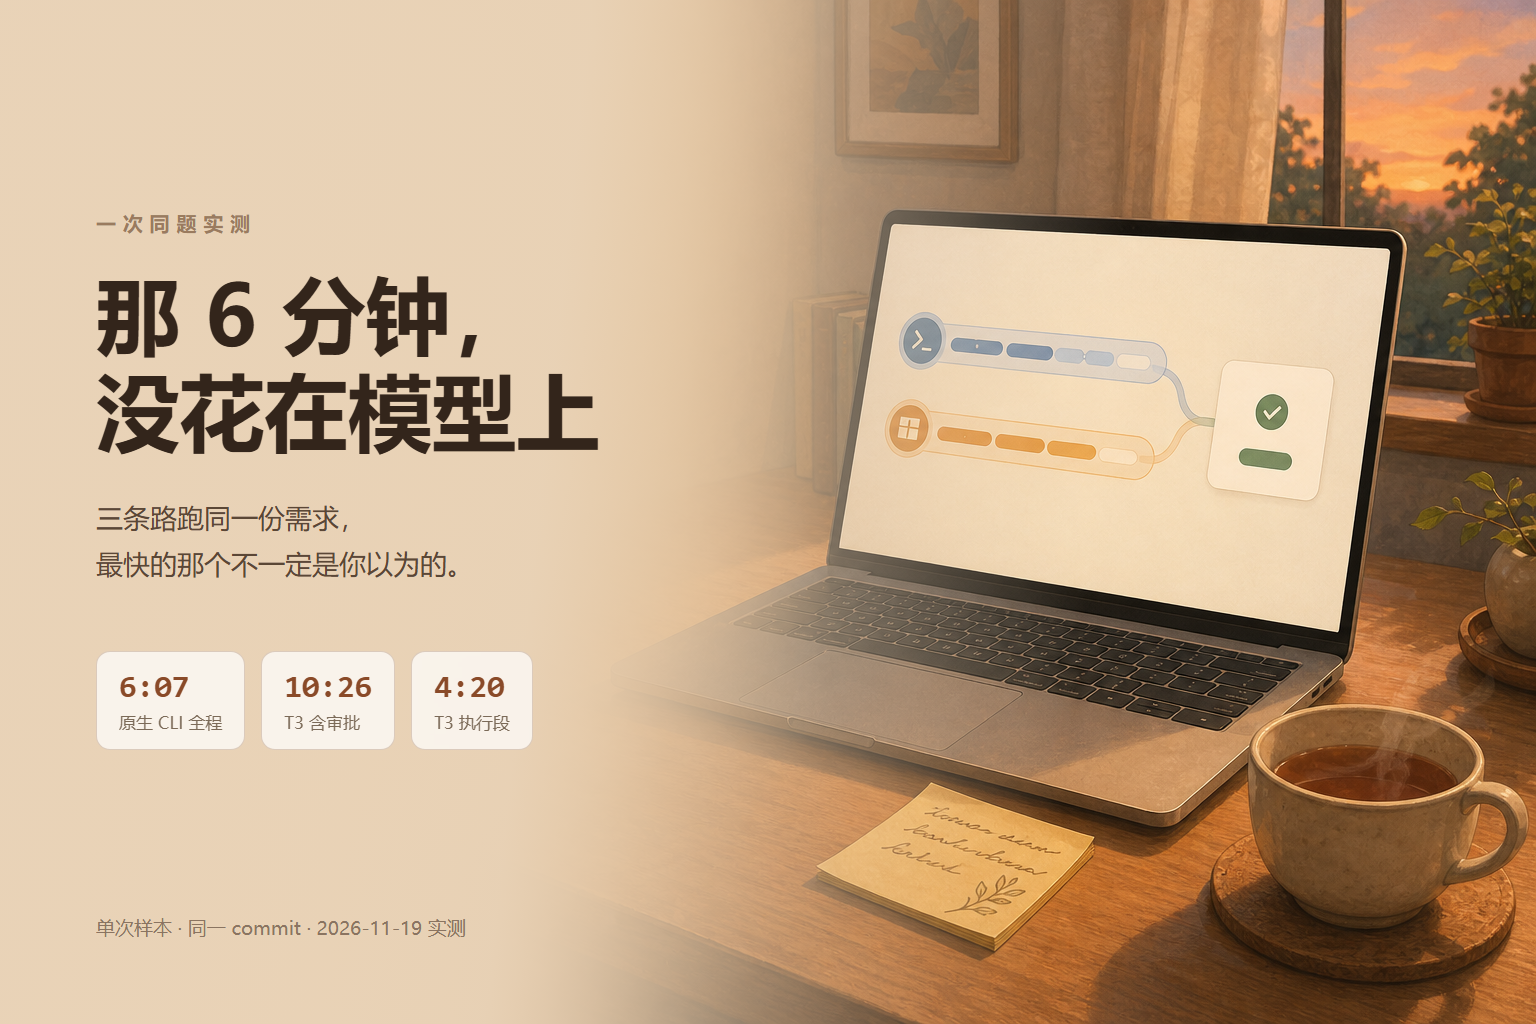 一次同题实测
那 6 分钟，
没花在模型上
三条路跑同一份需求，
最快的那个不一定是你以为的。
6:07
原生 CLI 全程
10:26
T3 含审批
4:20
T3 执行段
单次样本 · 同一 commit · 2026-11-19 实测